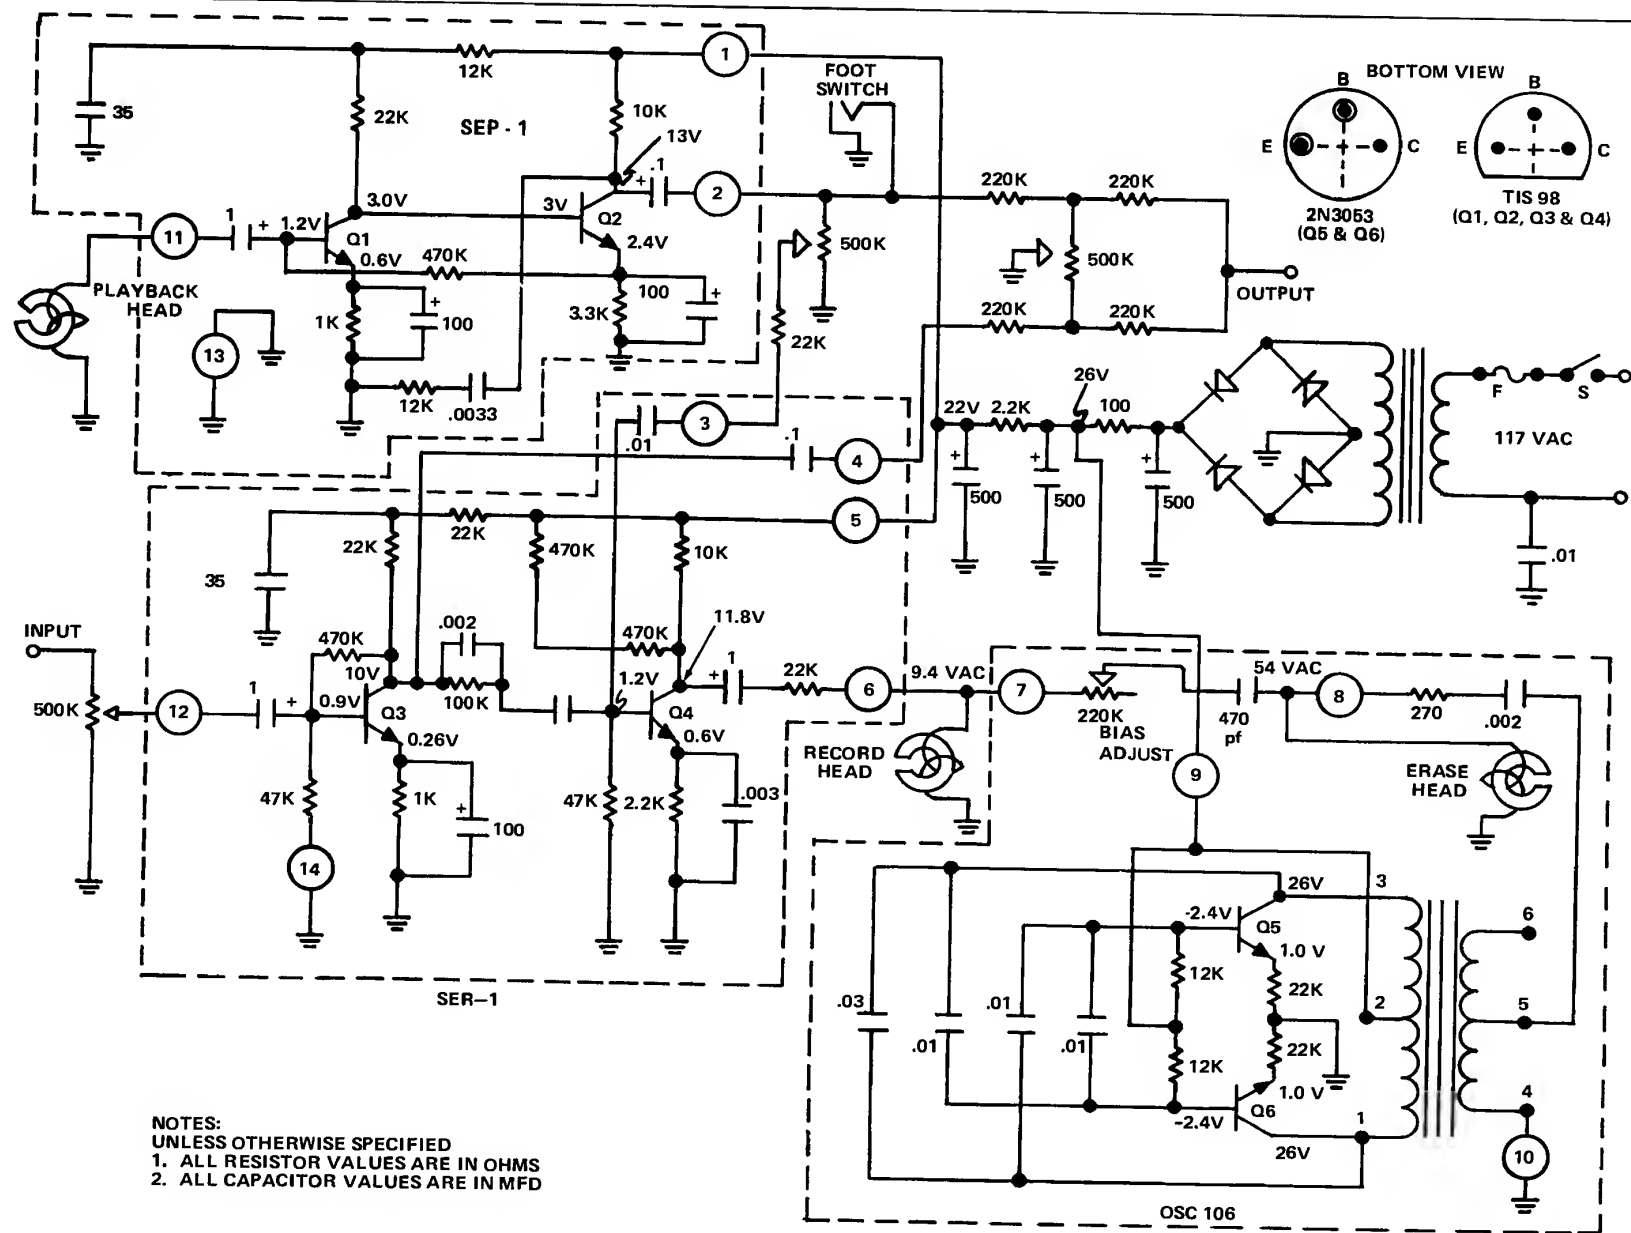 1
12K
35
22K
SEP - 1
10K
13V
+ .1
2
3.0V
3V
Q2
2.4V
11
1
+
1.2V
Q1
0.6V
470K
PLAYBACK
HEAD
1K
+
100
100
+
3.3K
13
12K
.0033
FOOT
SWITCH
500K
22K
220K
220K
500K
220K
220K
OUTPUT
BOTTOM VIEW
B
E
C
2N3053
(Q5 & Q6)
B
E
C
TIS 98
(Q1, Q2, Q3 & Q4)
3
.01
.1
4
5
22V
2.2K
26V
100
+
500
+
500
+
500
F
S
117 VAC
.01
22K
22K
470K
10K
35
INPUT
470K
10V
.002
100K
470K
11.8V
+
1
22K
6
9.4 VAC
500K
12
1
+
0.9V
Q3
0.26V
1.2V
Q4
0.6V
47K
1K
+
100
14
47K
2.2K
.003
SER-1
RECORD
HEAD
7
220K
BIAS
ADJUST
470
pf
54 VAC
8
270
.002
9
ERASE
HEAD
26V
3
-2.4V
Q5
1.0 V
12K
22K
.03
.01
.01
.01
12K
22K
2
1.0 V
Q6
-2.4V
26V
1
6
5
4
10
OSC 106
NOTES:
UNLESS OTHERWISE SPECIFIED
1. ALL RESISTOR VALUES ARE IN OHMS
2. ALL CAPACITOR VALUES ARE IN MFD